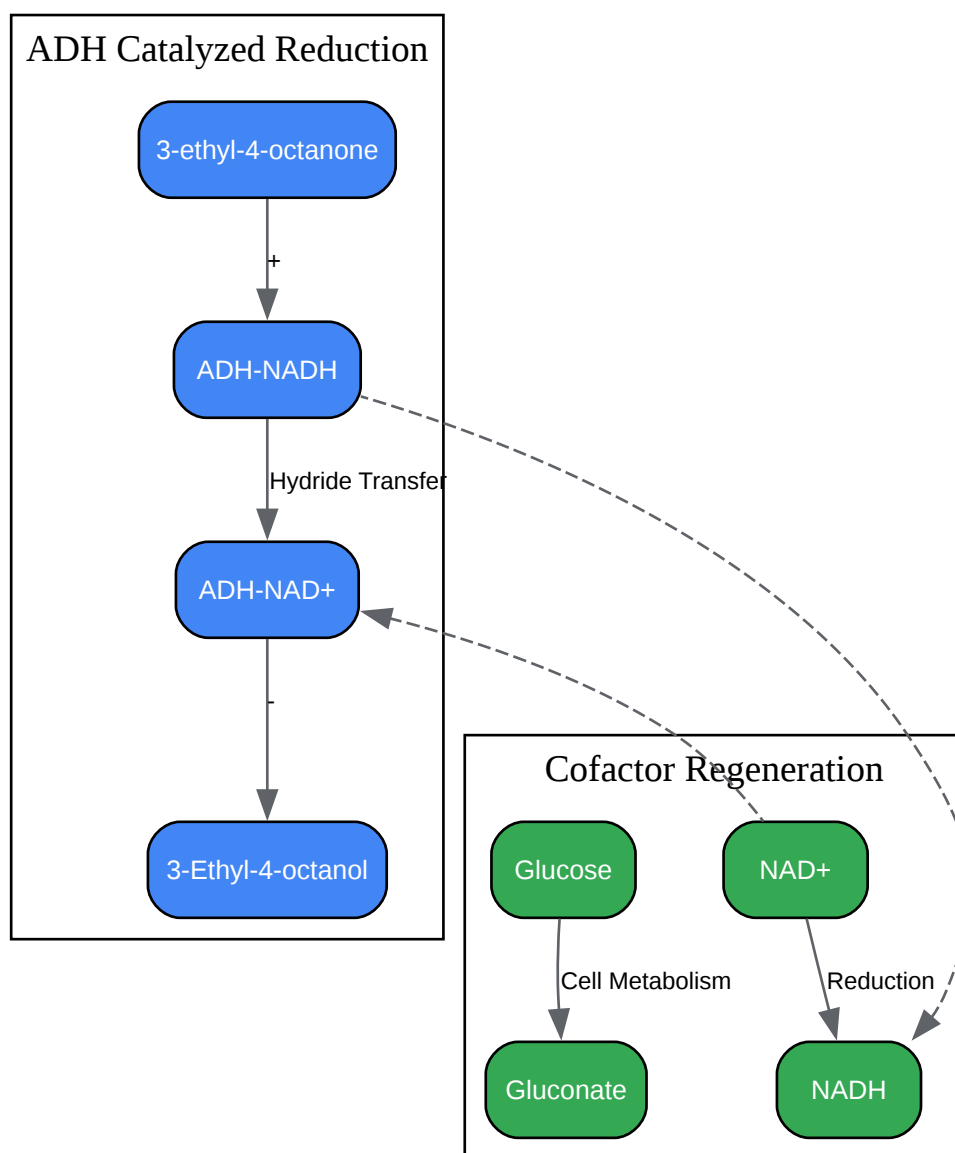 ADH Catalyzed Reduction
3-ethyl-4-octanone
+
ADH-NADH
Hydride Transfer
ADH-NAD+
-
3-Ethyl-4-octanol
Cofactor Regeneration
Glucose
NAD+
Cell Metabolism
Reduction
Gluconate
NADH